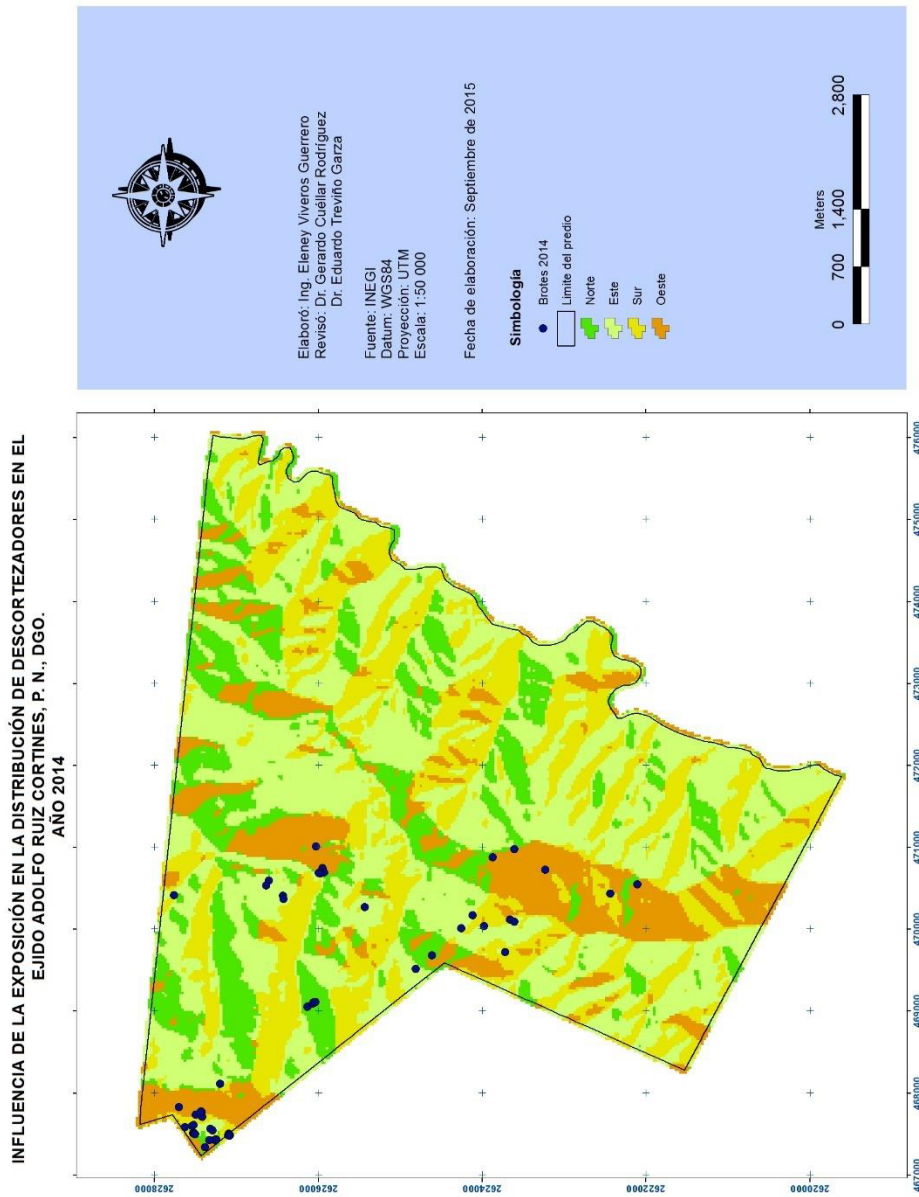 INFLUENCIA DE LA EXPOSICIÓN EN LA DISTRIBUCIÓN DE DESCORTEZADORES EN EL
EJIDO ADOLFO RUIZ CORTINES, P. N., DGO.
AÑO 2014
2628000
2626000
2624000
2622000
2620000
467000
468000
469000
470000
471000
472000
473000
474000
475000
476000
Elaboró: Ing. Eleney Viveros Guerrero
Revisó: Dr. Gerardo Cuéllar Rodríguez
Dr. Eduardo Treviño Garza
Fuente: INEGI
Datum: WGS84
Proyección: UTM
Escala: 1:50 000
Fecha de elaboración: Septiembre de 2015
Simbología
Brotes 2014
Limite del predio
Norte
Este
Sur
Oeste
Meters
0 700 1,400 2,800